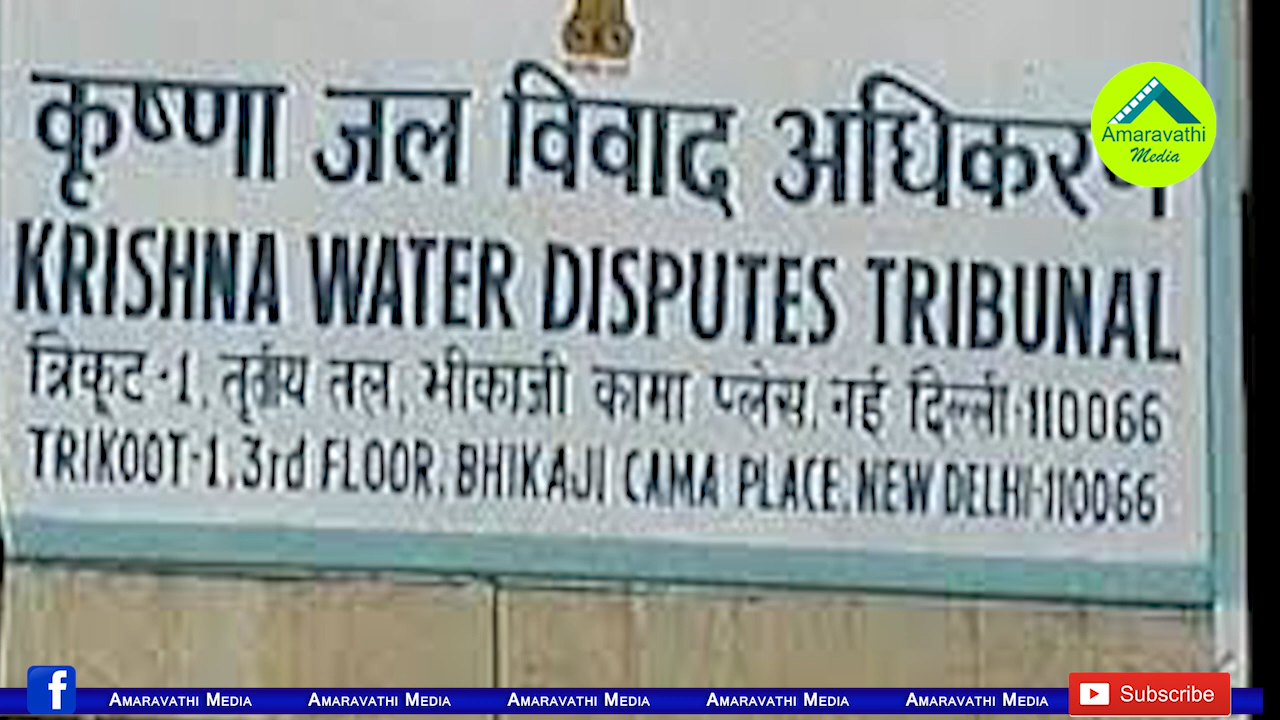 कृष्णा जल विवाद अधिकरण
Amaravathi
Media
KRISHNA WATER DISPUTES TRIBUNAL
त्रिकूट-1, तृतीय तल, भीकाजी कामा प्लेस, नई दिल्ली-110066
TRIKOOT-1, 3rd FLOOR, BHIKAJI CAMA PLACE, NEW DELHI-110066
f AMARAVATHI MEDIA AMARAVATHI MEDIA AMARAVATHI MEDIA AMARAVATHI MEDIA AMARAVATHI MEDIA Subscribe